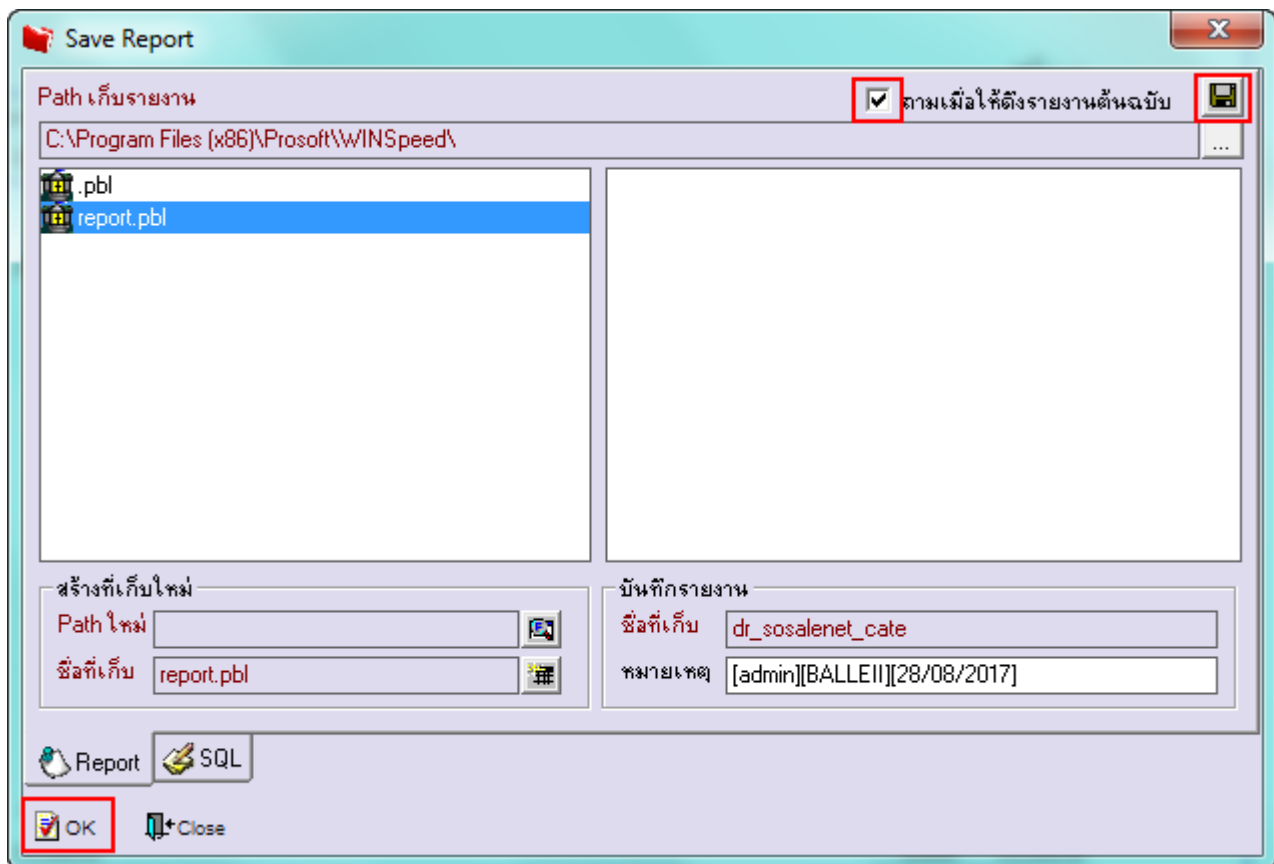 Save Report
Path เก็บรายงาน
ถามเมื่อให้ดึงรายงานต้นฉบับ
C:\Program Files (x86)\Prosoft\WINSpeed\
...
.pbl
report.pbl
สร้างที่เก็บใหม่
Path ใหม่
ชื่อที่เก็บ report.pbl
บันทึกรายงาน
ชื่อที่เก็บ dr_sosalenet_cate
หมายเหตุ [admin][BALLEII][28/08/2017]
Report SQL
OK Close